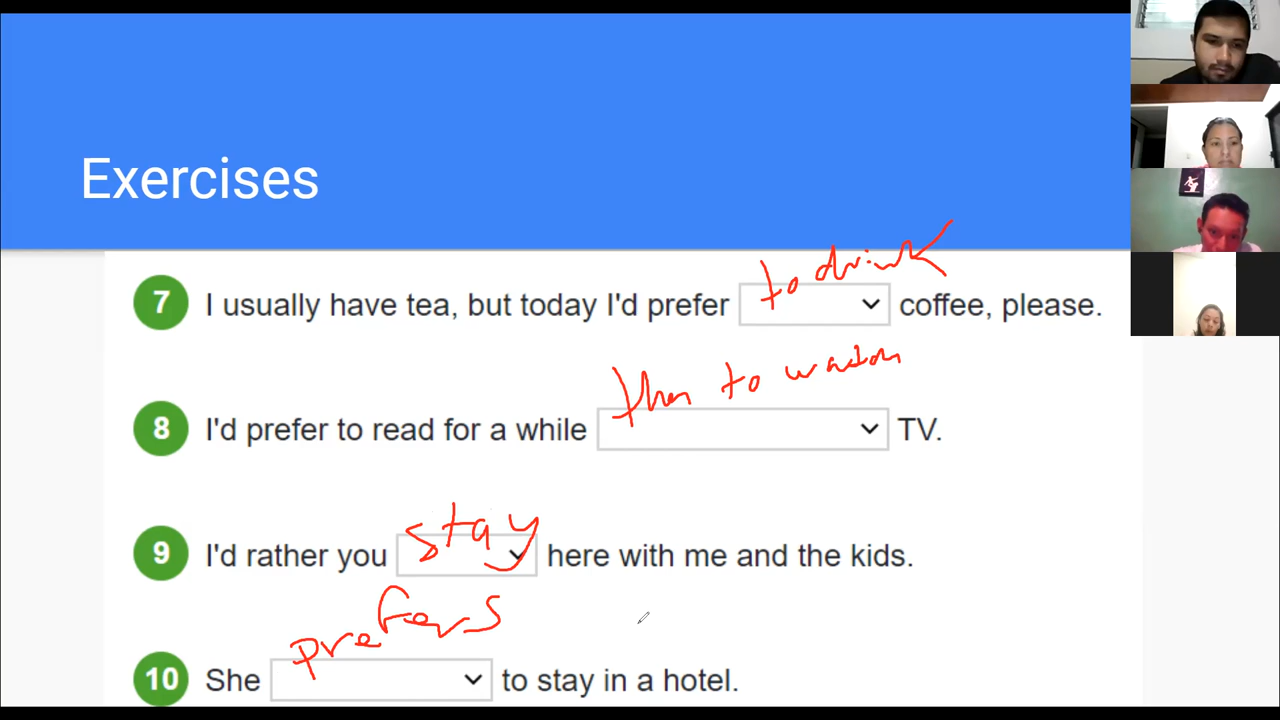 Exercises
to drink
7 I usually have tea, but today I'd prefer coffee, please.
then to watch
8 I'd prefer to read for a while TV.
stay
9 I'd rather you here with me and the kids.
prefers
10 She to stay in a hotel.